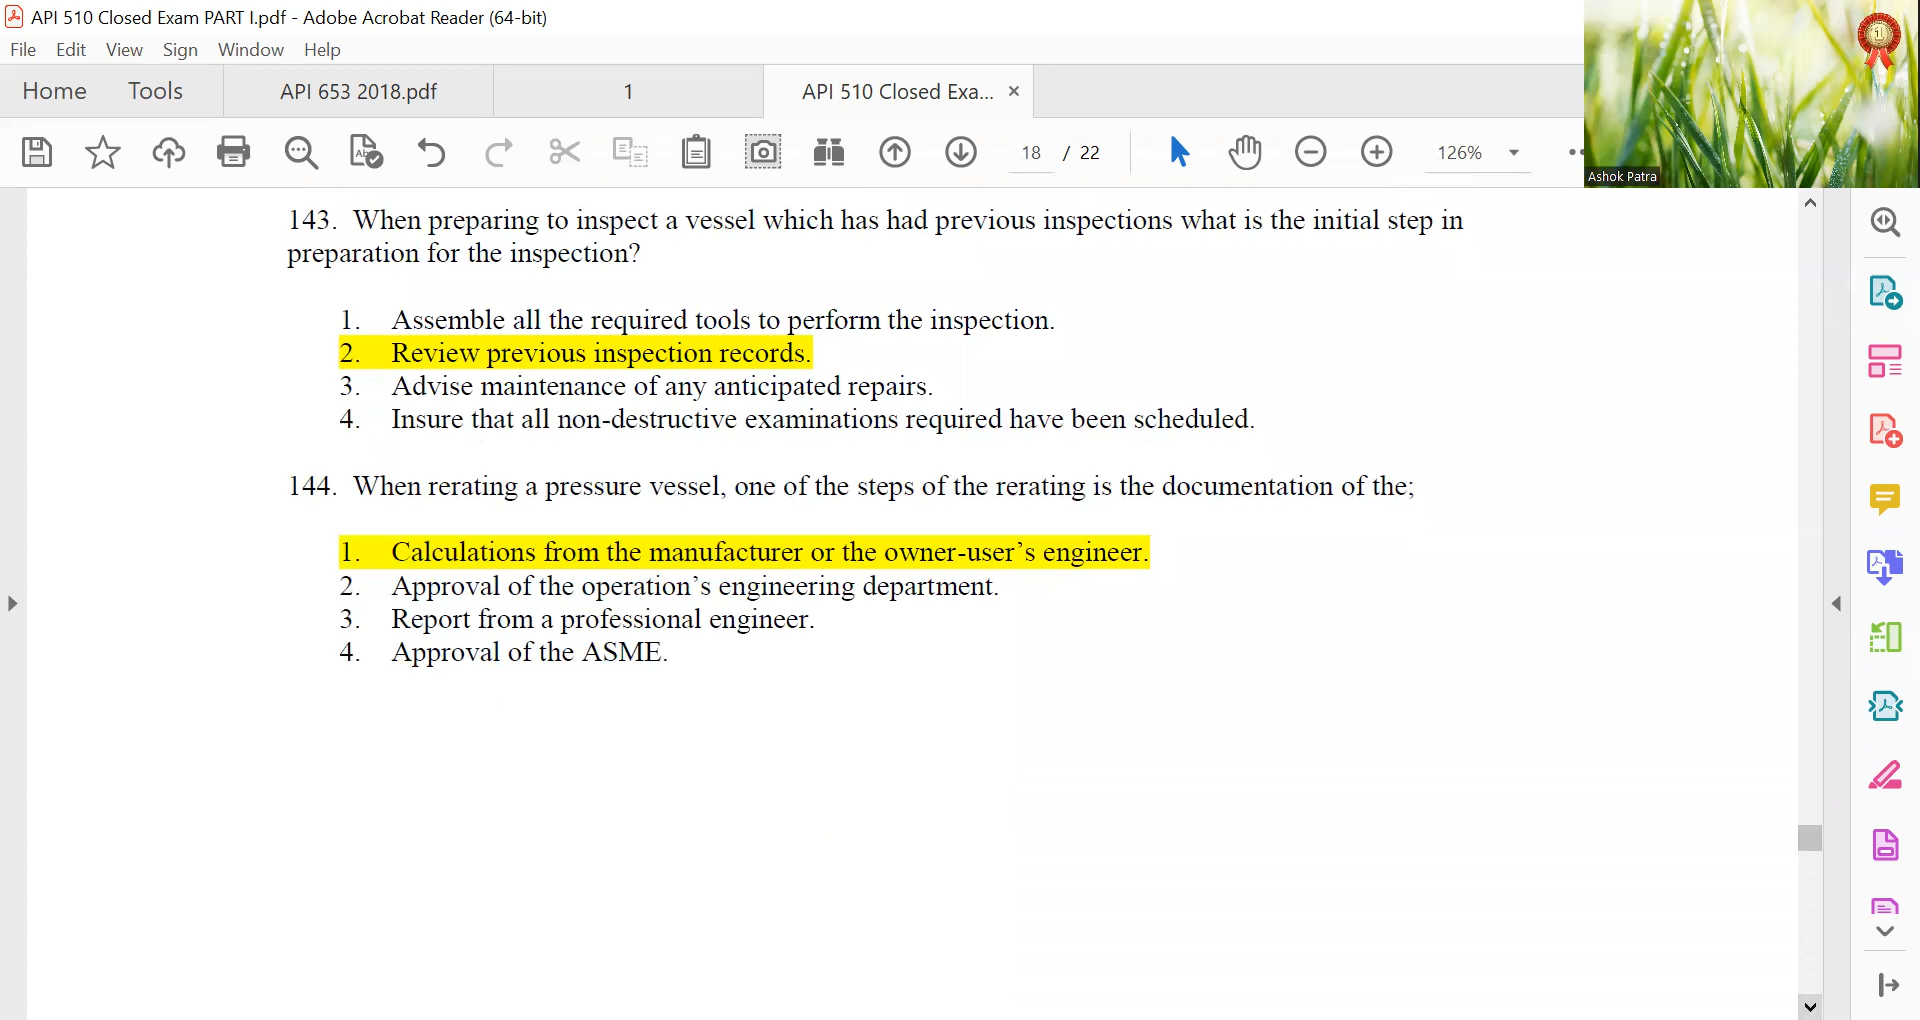 API 510 Closed Exam PART I.pdf - Adobe Acrobat Reader (64-bit)
File Edit View Sign Window Help
Home Tools API 653 2018.pdf 1 API 510 Closed Exa... ×
18 / 22 126%
1
Ashok Patra
143. When preparing to inspect a vessel which has had previous inspections what is the initial step in
preparation for the inspection?
1. Assemble all the required tools to perform the inspection.
2. Review previous inspection records.
3. Advise maintenance of any anticipated repairs.
4. Insure that all non-destructive examinations required have been scheduled.
144. When rerating a pressure vessel, one of the steps of the rerating is the documentation of the;
1. Calculations from the manufacturer or the owner-user’s engineer.
2. Approval of the operation’s engineering department.
3. Report from a professional engineer.
4. Approval of the ASME.